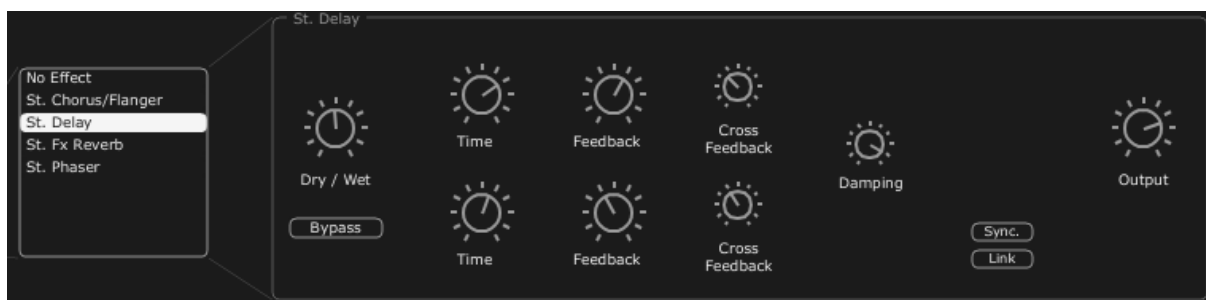 St. Delay
No Effect
St. Chorus/Flanger
St. Delay
St. Fx Reverb
St. Phaser
Dry / Wet
Bypass
Time
Feedback
Cross
Feedback
Time
Feedback
Cross
Feedback
Damping
Sync.
Link
Output